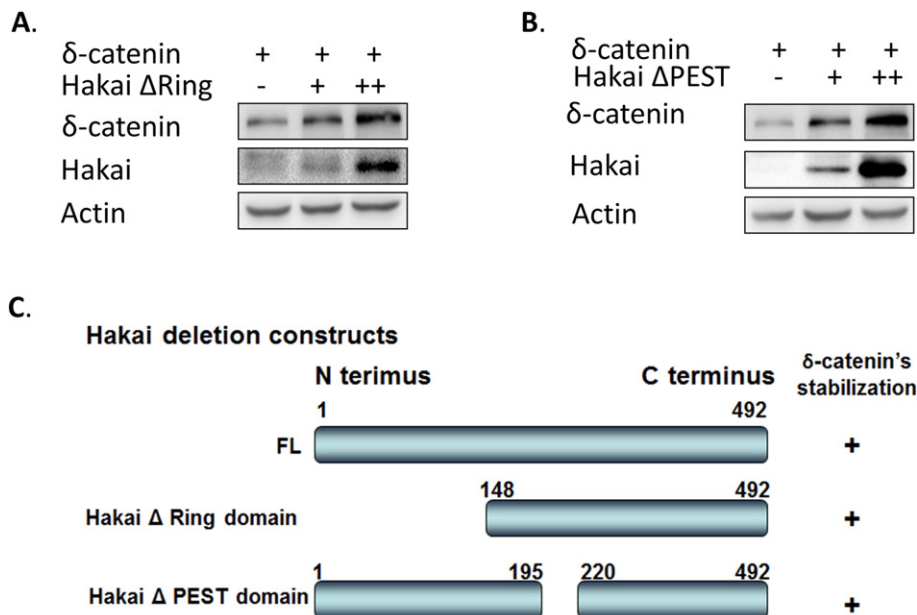 A.
δ-catenin + + +
Hakai ΔRing - + ++
δ-catenin
Hakai
Actin
B.
δ-catenin + + +
Hakai ΔPEST - + ++
δ-catenin
Hakai
Actin
C.
Hakai deletion constructs
δ-catenin's
stabilization
N terimus C terminus
1 492
FL +
148 492
Hakai Δ Ring domain +
1 195 220 492
Hakai Δ PEST domain +